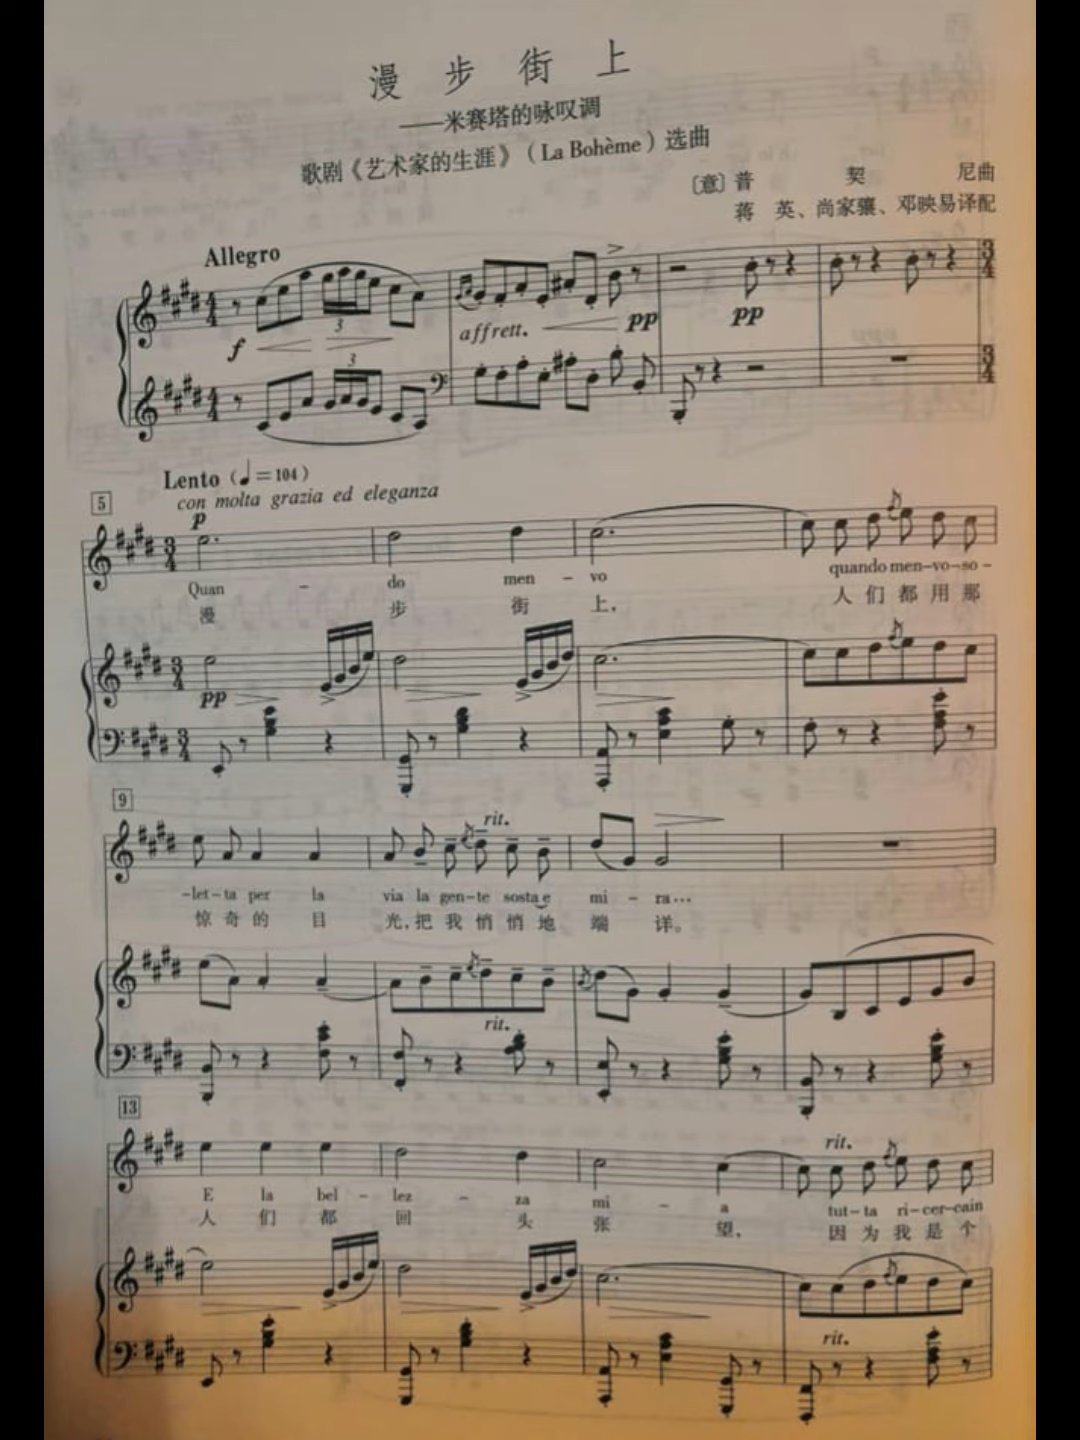 漫步街上
——米赛塔的咏叹调
歌剧《艺术家的生涯》（La Bohème）选曲
〔意〕普契尼曲
蒋 英、尚家骧、邓映易译配
Allegro
3
f
affrett.
pp
pp
3
Lento（♩=104）
5
con molta grazia ed eleganza
p
Quan - do men - vo quando men-vo-so-
漫 步 街 上， 人 们 都 用 那
pp
9
rit.
-let-ta per la via la gen-te sosta e mi - ra…
惊 奇 的 目 光，把 我 悄 悄 地 端 详。
rit.
13
rit.
E la bel - lez - za mi - a tut-ta ri-cer-cain
人 们 都 回 头 张 望， 因 为 我 是 个
rit.